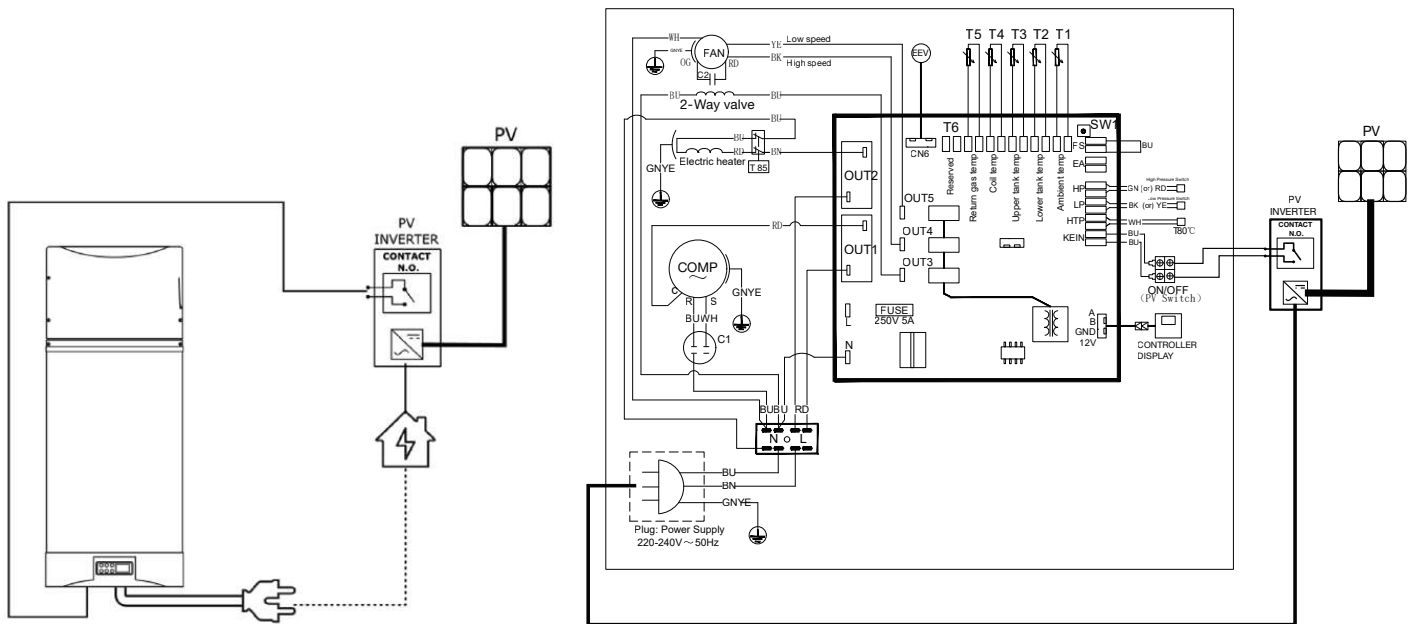 PV
PV
INVERTER
CONTACT
N.O.
WH
GNYE
FAN
OG
RD
C2
YE
Low speed
BK
High speed
EEV
T5
T4
T3
T2
T1
BU
BU
2-Way valve
BU
BU
RD
BN
Electric heater
T 85
GNYE
CN6
T6
SW1
Reserved
Return gas temp
Coil temp
Upper tank temp
Lower tank temp
Ambient temp
FS
BU
EA
HP
GN (or) RD
High Pressure Switch
LP
BK (or) YE
Low Pressure Switch
HTP
WH
T80℃
KEIN
BU
BU
OUT2
OUT1
OUT5
OUT4
OUT3
RD
COMP
C
R
S
GNYE
BUWH
C1
L
N
FUSE
250V 5A
A
B
GND
12V
CONTROLLER
DISPLAY
ON/OFF
(PV Switch)
PV
INVERTER
CONTACT
N.O.
PV
BUBU
RD
N
L
BU
BN
GNYE
Plug: Power Supply
220-240V～50Hz